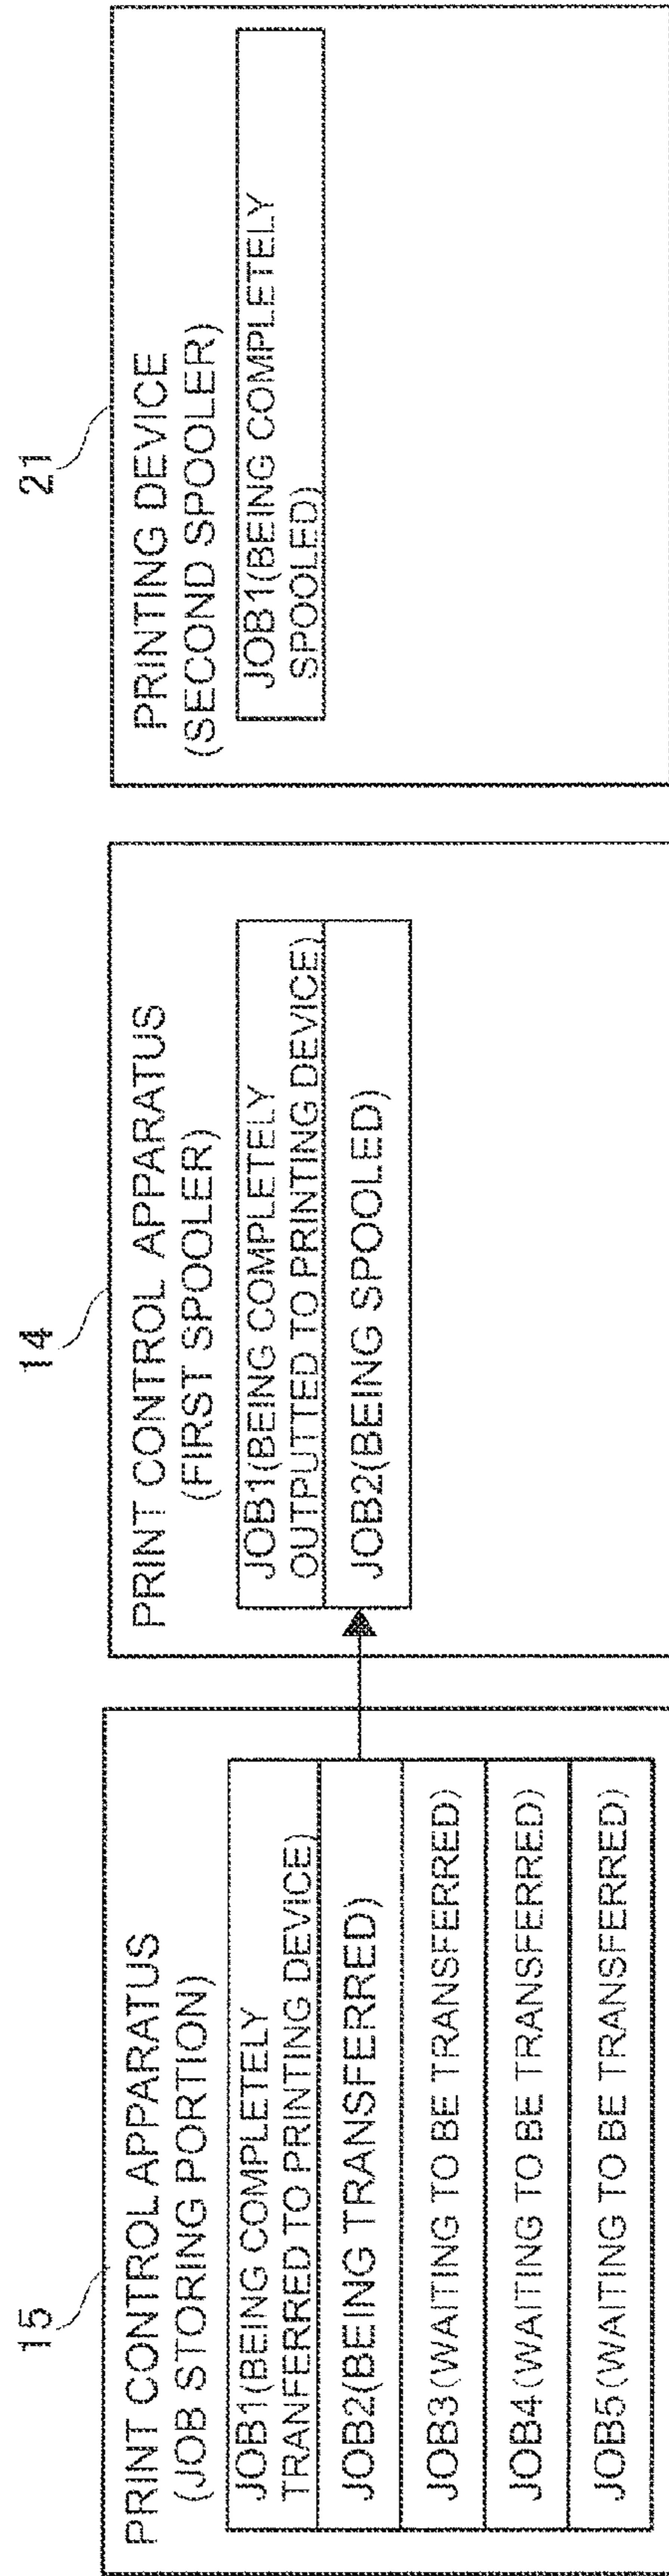 15
PRINT CONTROL APPARATUS
(JOB STORING PORTION)
JOB1(BEING COMPLETELY
TRANFERRED TO PRINTING DEVICE)
JOB2(BEING TRANSFERRED)
JOB3(WAITING TO BE TRANSFERRED)
JOB4(WAITING TO BE TRANSFERRED)
JOB5(WAITING TO BE TRANSFERRED)
14
PRINT CONTROL APPARATUS
(FIRST SPOOLER)
JOB1(BEING COMPLETELY
OUTPUTTED TO PRINTING DEVICE)
JOB2(BEING SPOOLED)
21
PRINTING DEVICE
(SECOND SPOOLER)
JOB1(BEING COMPLETELY
SPOOLED)